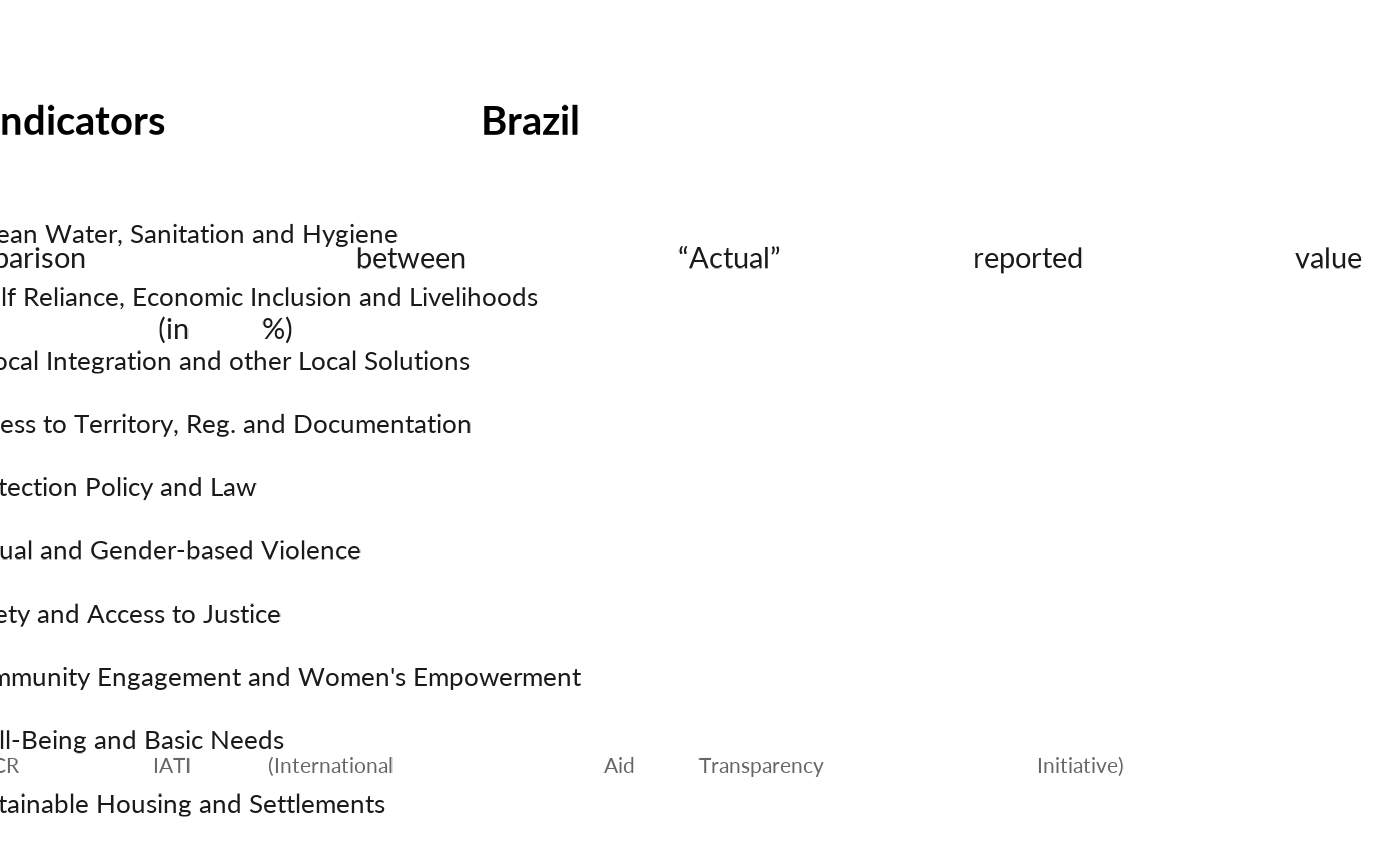 ndicators Brazil
ean Water, Sanitation and Hygiene
parison between “Actual” reported value
lf Reliance, Economic Inclusion and Livelihoods
(in %)
ocal Integration and other Local Solutions
ess to Territory, Reg. and Documentation
tection Policy and Law
ual and Gender-based Violence
ety and Access to Justice
mmunity Engagement and Women's Empowerment
ll-Being and Basic Needs
CR IATI (International Aid Transparency Initiative)
tainable Housing and Settlements